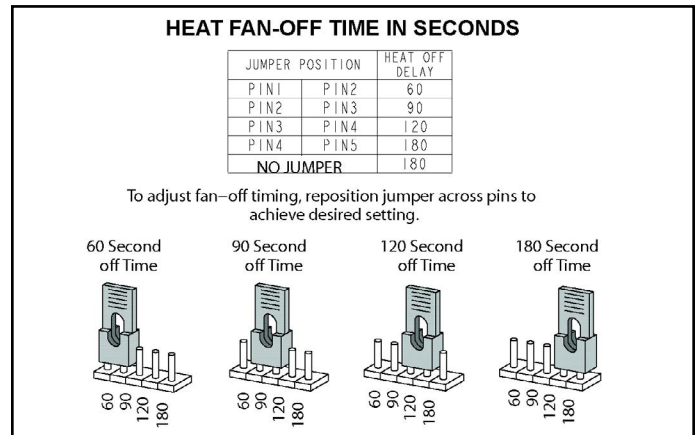 HEAT FAN-OFF TIME IN SECONDS
JUMPER POSITION HEAT OFF DELAY
PIN1 PIN2 60
PIN2 PIN3 90
PIN3 PIN4 120
PIN4 PIN5 180
NO JUMPER 180
To adjust fan–off timing, reposition jumper across pins to
achieve desired setting.
60 Second
off Time
90 Second
off Time
120 Second
off Time
180 Second
off Time
60 90 120 180
60 90 120 180
60 90 120 180
60 90 120 180